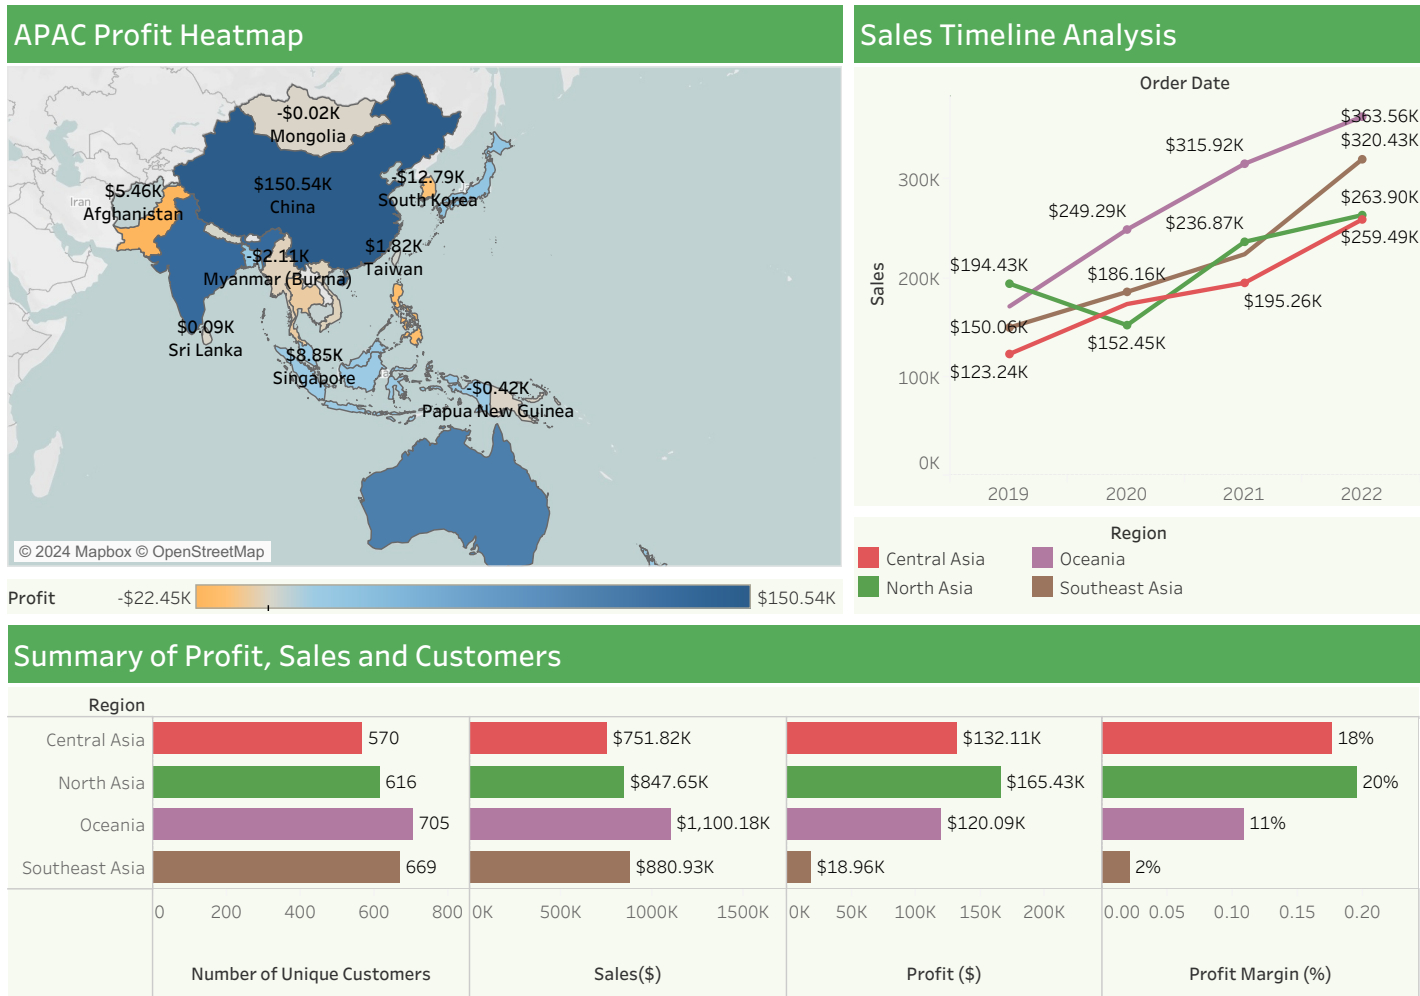 APAC Profit Heatmap
-$0.02K
Mongolia
$5.46K
Afghanistan
Iran
$150.54K
China
-$12.79K
South Korea
-$2.11K
Myanmar (Burma)
$1.82K
Taiwan
$0.09K
Sri Lanka
$8.85K
Singapore
-$0.42K
Papua New Guinea
© 2024 Mapbox © OpenStreetMap
Profit
-$22.45K
$150.54K
Sales Timeline Analysis
Order Date
Sales
300K
200K
100K
0K
$363.56K
$320.43K
$315.92K
$263.90K
$249.29K
$236.87K
$259.49K
$194.43K
$186.16K
$195.26K
$150.06K
$152.45K
$123.24K
2019 2020 2021 2022
Region
Central Asia
Oceania
North Asia
Southeast Asia
Summary of Profit, Sales and Customers
Region
Central Asia 570 $751.82K $132.11K 18%
North Asia 616 $847.65K $165.43K 20%
Oceania 705 $1,100.18K $120.09K 11%
Southeast Asia 669 $880.93K $18.96K 2%
0 200 400 600 800 0K 500K 1000K 1500K 0K 50K 100K 150K 200K 0.00 0.05 0.10 0.15 0.20
Number of Unique Customers Sales($) Profit ($) Profit Margin (%)